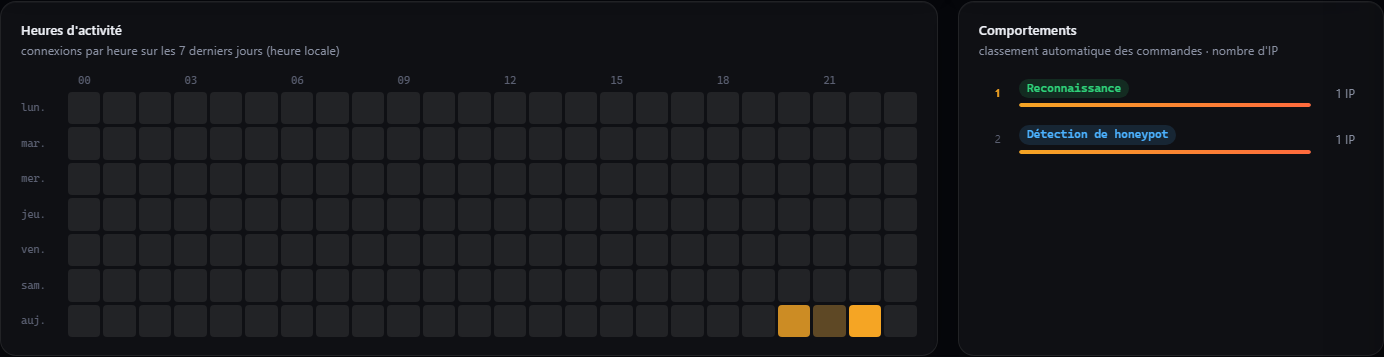 Heures d'activité
connexions par heure sur les 7 derniers jours (heure locale)
00 03 06 09 12 15 18 21
lun.
mar.
mer.
jeu.
ven.
sam.
auj.
Comportements
classement automatique des commandes · nombre d'IP
1 Reconnaissance 1 IP
2 Détection de honeypot 1 IP